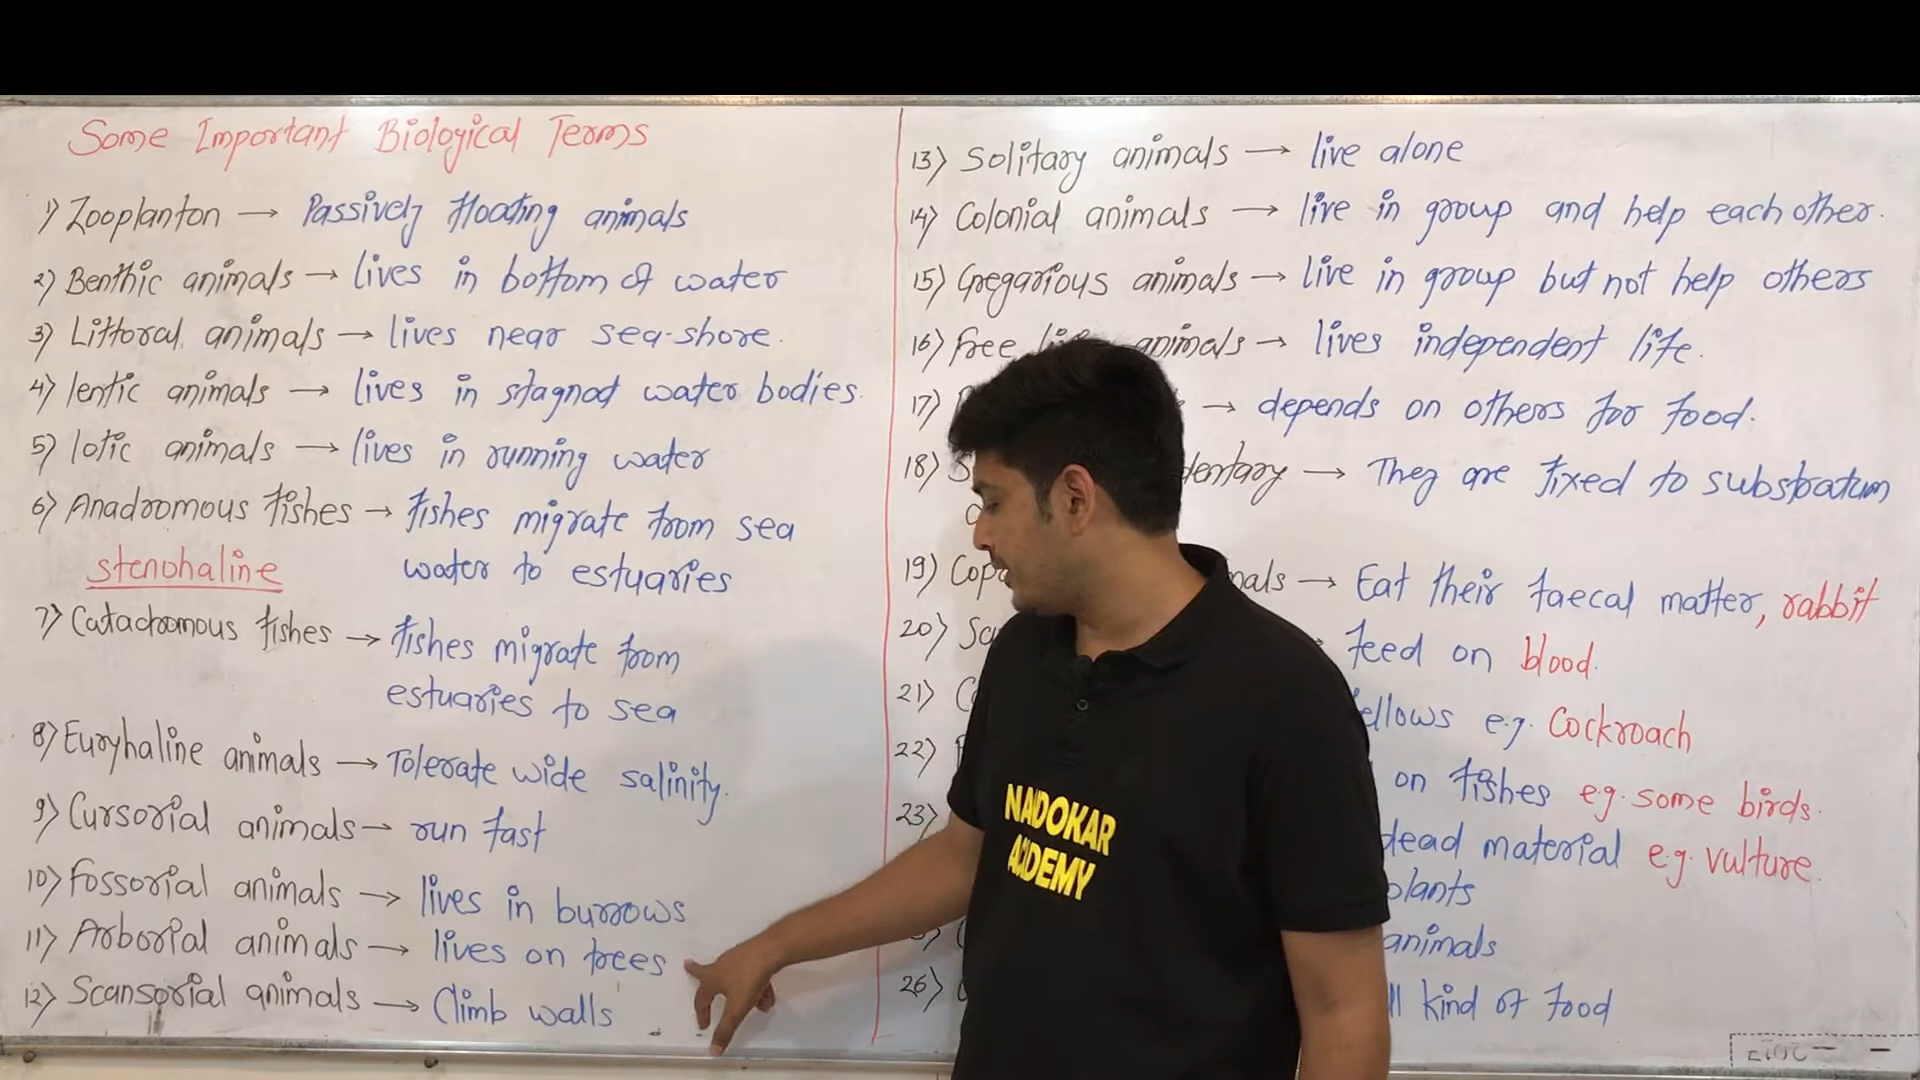 Some Important Biological Terms
1) Zooplanton → Passively floating animals
2) Benthic animals → lives in bottom of water
3) Littoral animals → lives near sea-shore.
4) lentic animals → lives in stagnat water bodies.
5) lotic animals → lives in running water
6) Anadromous fishes → fishes migrate from sea
stenohaline water to estuaries
7) Catadromous fishes → fishes migrate from
estuaries to sea
8) Euryhaline animals → Tolerate wide salinity.
9) Cursorial animals → run fast
10) Fossorial animals → lives in burrows
11) Arborial animals → lives on trees
12) Scansorial animals → Climb walls
13) Solitary animals → live alone
14) Colonial animals → live in group and help each other.
15) Gregarious animals → live in group but not help others
16) Free animals → lives independent life.
17) → depends on others for food.
18) → They are fixed to substratum
19) → Eat their faecal matter, rabbit
20) feed on blood.
21) e.g. Cockroach
22) on fishes e.g. some birds.
23) dead material e.g. vulture.
plants
animals
26) kind of food
NANDOKAR
ACADEMY